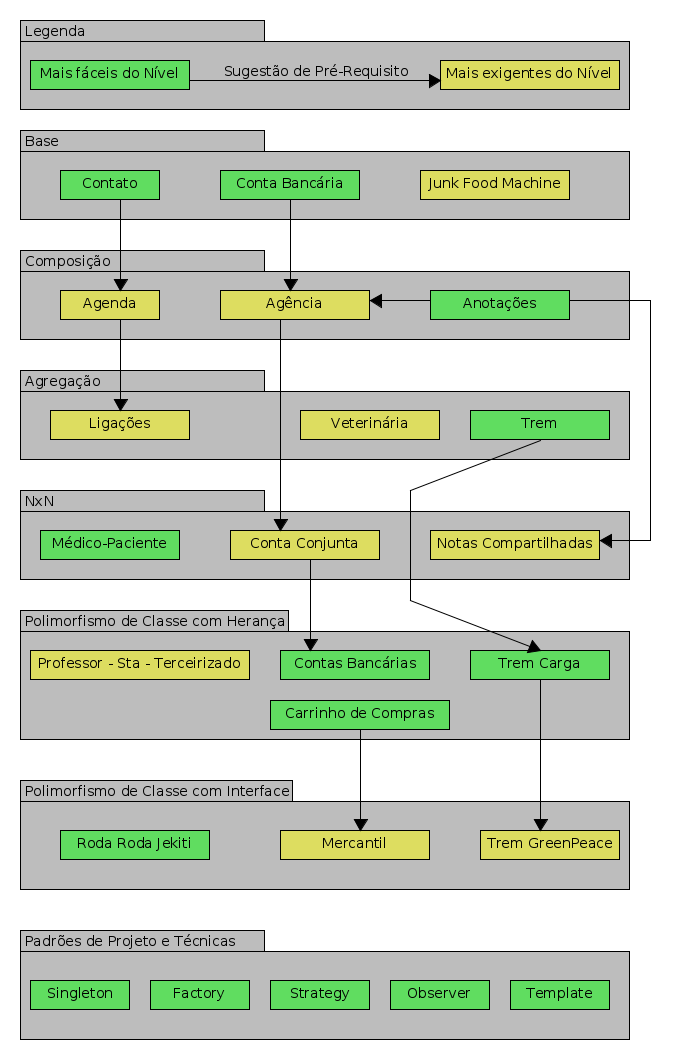 Legenda
Mais fáceis do Nível
Sugestão de Pré-Requisito
Mais exigentes do Nível
Base
Contato
Conta Bancária
Junk Food Machine
Composição
Agenda
Agência
Anotações
Agregação
Ligações
Veterinária
Trem
NxN
Médico-Paciente
Conta Conjunta
Notas Compartilhadas
Polimorfismo de Classe com Herança
Professor - Sta - Terceirizado
Contas Bancárias
Trem Carga
Carrinho de Compras
Polimorfismo de Classe com Interface
Roda Roda Jekiti
Mercantil
Trem GreenPeace
Padrões de Projeto e Técnicas
Singleton
Factory
Strategy
Observer
Template